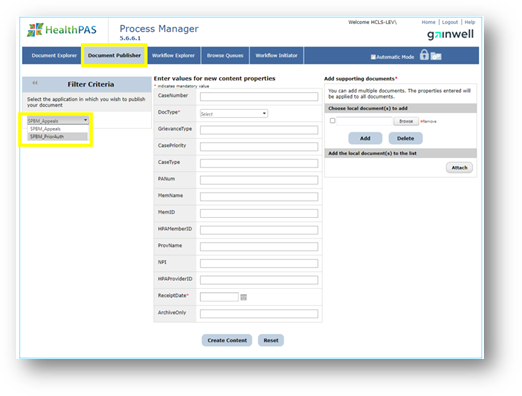 HealthPAS
Process Manager
5.6.6.1
Welcome MCLS-LEV\
Home | Logout | Help
gainwell
Document Explorer
Document Publisher
Workflow Explorer
Browse Queues
Workflow Initiator
Automatic Mode
Filter Criteria
Select the application in which you wish to publish
your document
SPBM_Appeals
SPBM_Appeals
SPBM_PriorAuth
Enter values for new content properties
* Indicates mandatory value
CaseNumber
DocType*
Select
GrievanceType
CasePriority
CaseType
PANum
MemName
MemID
HPAMemberID
ProvName
NPI
HPAProviderID
ReceiptDate*
ArchiveOnly
Create Content
Reset
Add supporting documents*
You can add multiple documents. The properties entered will
be applied to all documents.
Choose local document(s) to add
Browse
Remove
Add
Delete
Add the local document(s) to the list
Attach